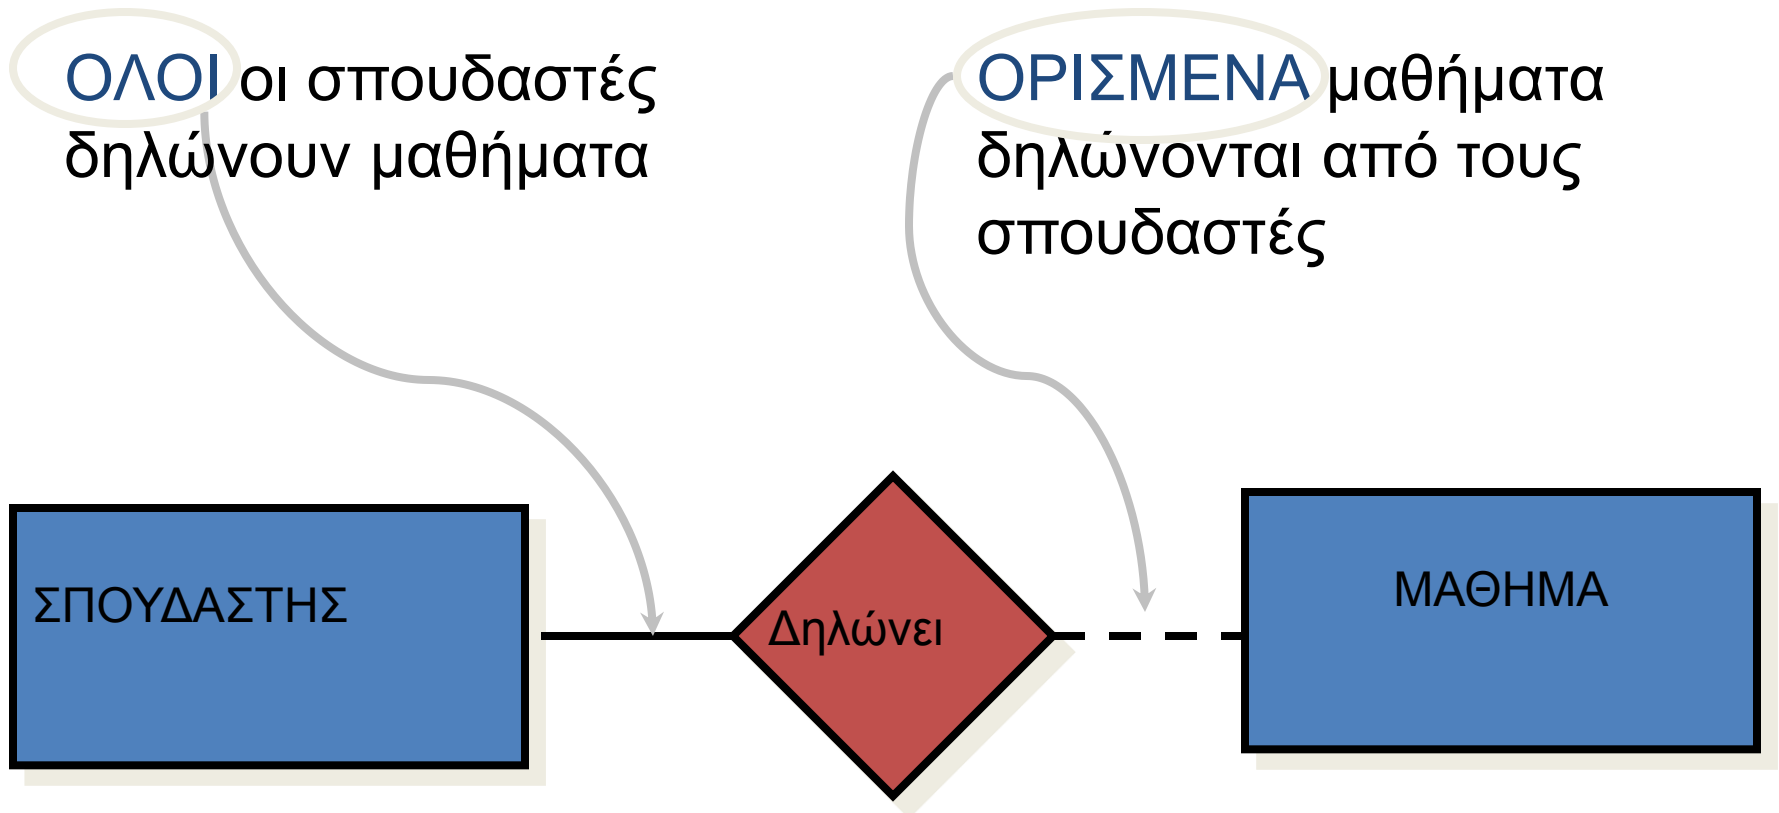 ΟΛΟΙ οι σπουδαστές
δηλώνουν μαθήματα
ΟΡΙΣΜΕΝΑ μαθήματα
δηλώνονται από τους
σπουδαστές
ΣΠΟΥΔΑΣΤΗΣ
Δηλώνει
ΜΑΘΗΜΑ